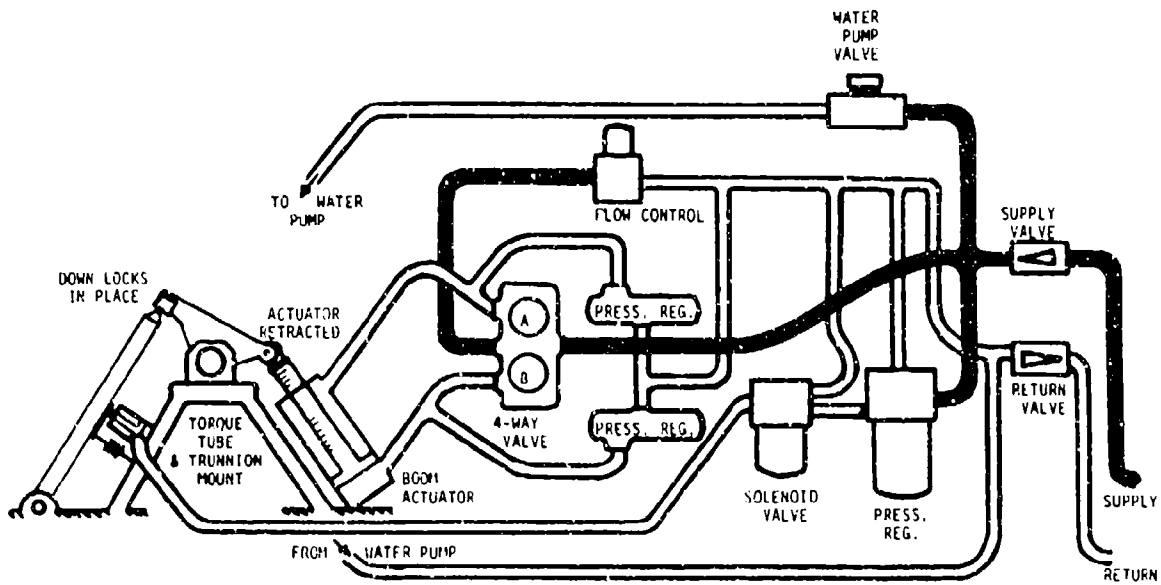 WATER
PUMP
VALVE
TO WATER
PUMP
FLOW CONTROL
SUPPLY
VALVE
DOWN LOCKS
IN PLACE
ACTUATOR
RETRACTED
PRESS. REG.
A
B
4-WAY
VALVE
PRESS. REG.
RETURN
VALVE
TORQUE
TUBE
& TRUNNION
MOUNT
BOOM
ACTUATOR
SOLENOID
VALVE
PRESS.
REG.
SUPPLY
FROM WATER PUMP
RETURN